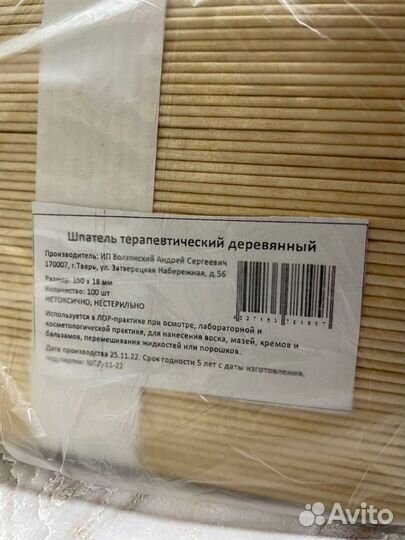 Шпатель терапевтический деревянный
Производитель: ИП Волхонский Андрей Сергеевич
170007, г.Тверь, ул. Затверецкая Набережная, д.56
Размер: 150 х 18 мм
Количество: 100 шт
НЕТОКСИЧНО, НЕСТЕРИЛЬНО
Используется в ЛОР-практике при осмотре, лабораторной и
косметологической практике, для нанесения воска, мазей, кремов и
бальзамов, перемешивания жидкостей или порошков.
Дата производства 25.11.22. Срок годности 5 лет с даты изготовления.
Avito